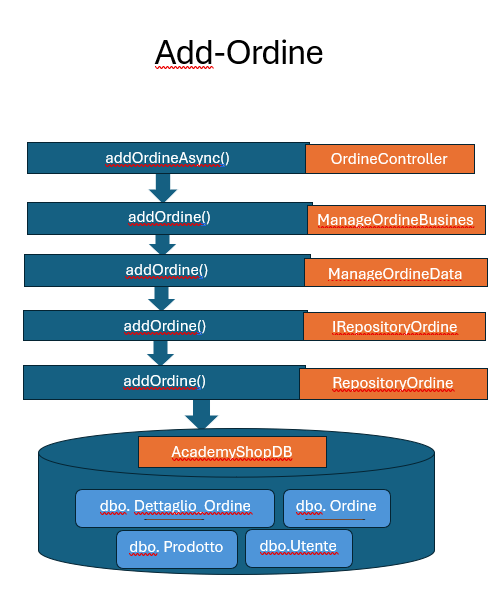 Add-Ordine
addOrdineAsync() OrdineController
addOrdine() ManageOrdineBusines
addOrdine() ManageOrdineData
addOrdine() IRepositoryOrdine
addOrdine() RepositoryOrdine
AcademyShopDB
dbo. Dettaglio_Ordine dbo. Ordine
dbo. Prodotto dbo.Utente